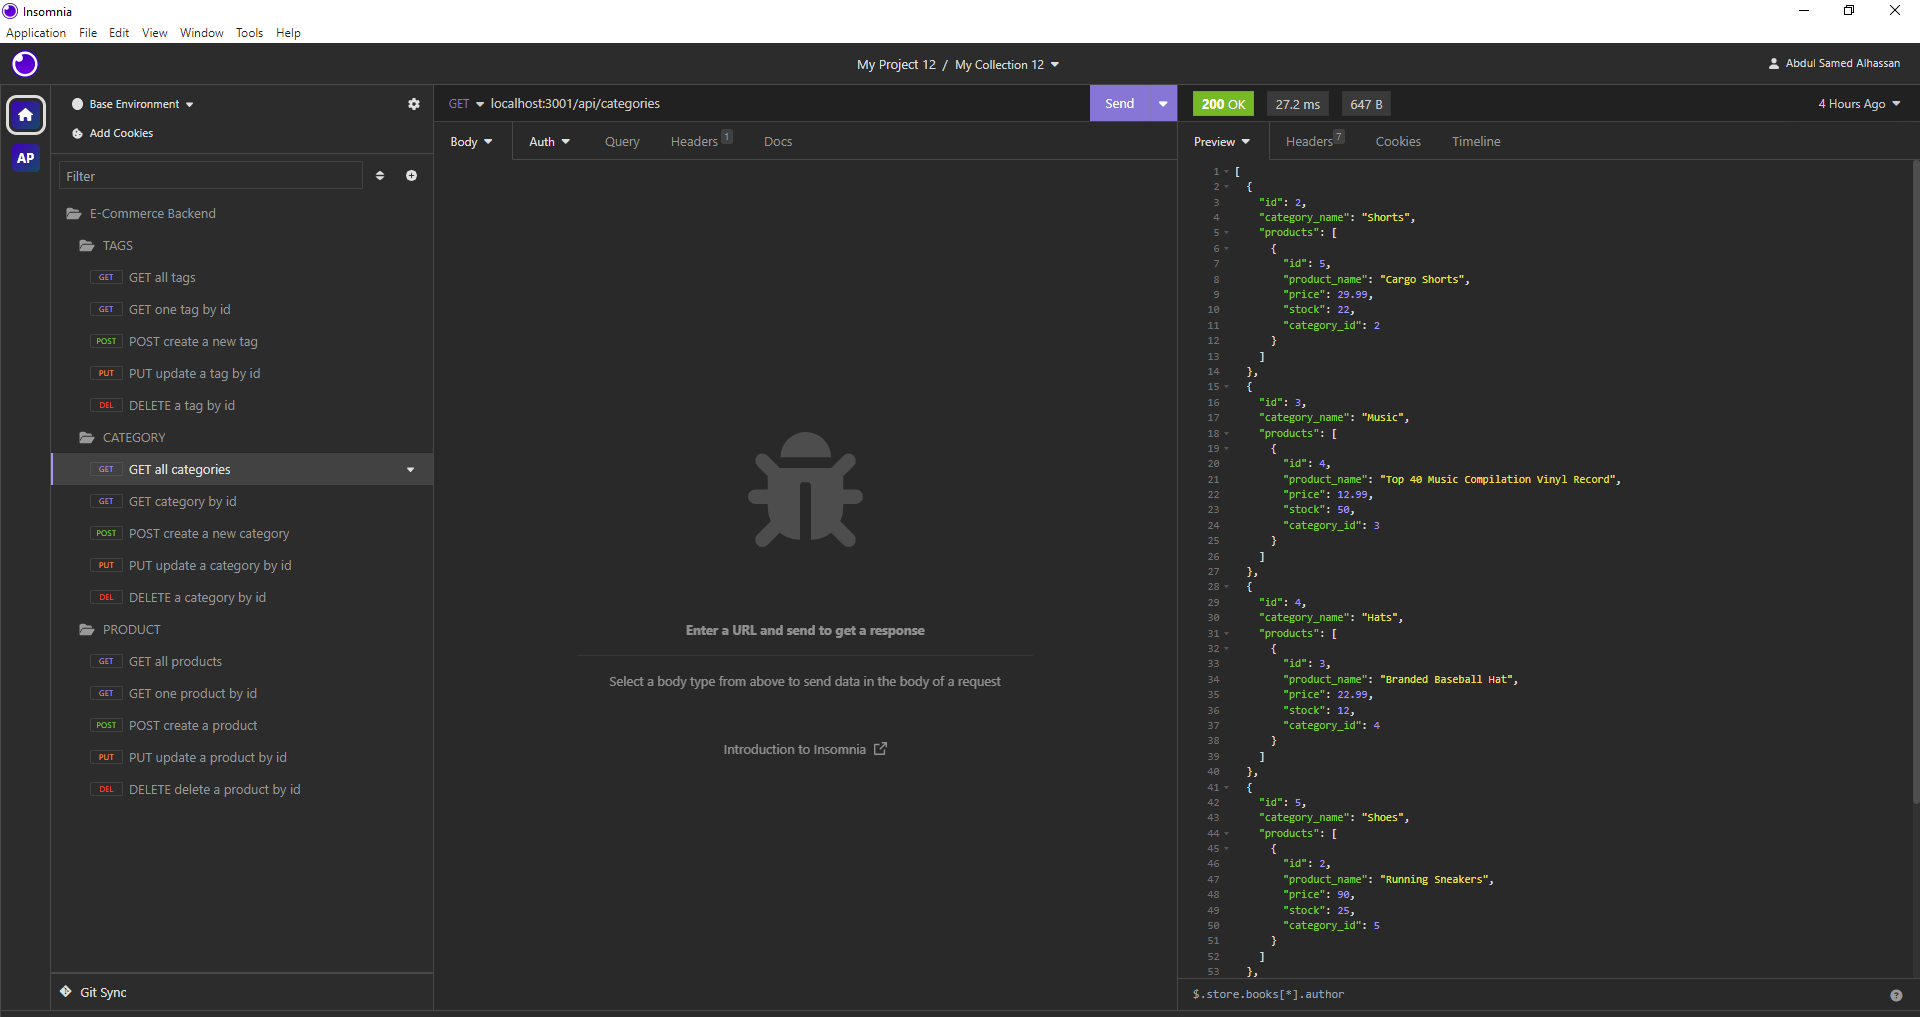 Insomnia
Application File Edit View Window Tools Help
My Project 12 / My Collection 12
Abdul Samed Alhassan
AP
Base Environment
Add Cookies
Filter
E-Commerce Backend
TAGS
GET GET all tags
GET GET one tag by id
POST POST create a new tag
PUT PUT update a tag by id
DEL DELETE a tag by id
CATEGORY
GET GET all categories
GET GET category by id
POST POST create a new category
PUT PUT update a category by id
DEL DELETE a category by id
PRODUCT
GET GET all products
GET GET one product by id
POST POST create a product
PUT PUT update a product by id
DEL DELETE delete a product by id
Git Sync
GET localhost:3001/api/categories Send
Body Auth Query Headers 1 Docs
Enter a URL and send to get a response
Select a body type from above to send data in the body of a request
Introduction to Insomnia
200 OK 27.2 ms 647 B 4 Hours Ago
Preview Headers 7 Cookies Timeline
1 [
2 {
3 "id": 2,
4 "category_name": "Shorts",
5 "products": [
6 {
7 "id": 5,
8 "product_name": "Cargo Shorts",
9 "price": 29.99,
10 "stock": 22,
11 "category_id": 2
12 }
13 ]
14 },
15 {
16 "id": 3,
17 "category_name": "Music",
18 "products": [
19 {
20 "id": 4,
21 "product_name": "Top 40 Music Compilation Vinyl Record",
22 "price": 12.99,
23 "stock": 50,
24 "category_id": 3
25 }
26 ]
27 },
28 {
29 "id": 4,
30 "category_name": "Hats",
31 "products": [
32 {
33 "id": 3,
34 "product_name": "Branded Baseball Hat",
35 "price": 22.99,
36 "stock": 12,
37 "category_id": 4
38 }
39 ]
40 },
41 {
42 "id": 5,
43 "category_name": "Shoes",
44 "products": [
45 {
46 "id": 2,
47 "product_name": "Running Sneakers",
48 "price": 90,
49 "stock": 25,
50 "category_id": 5
51 }
52 ]
53 },
$.store.books[*].author